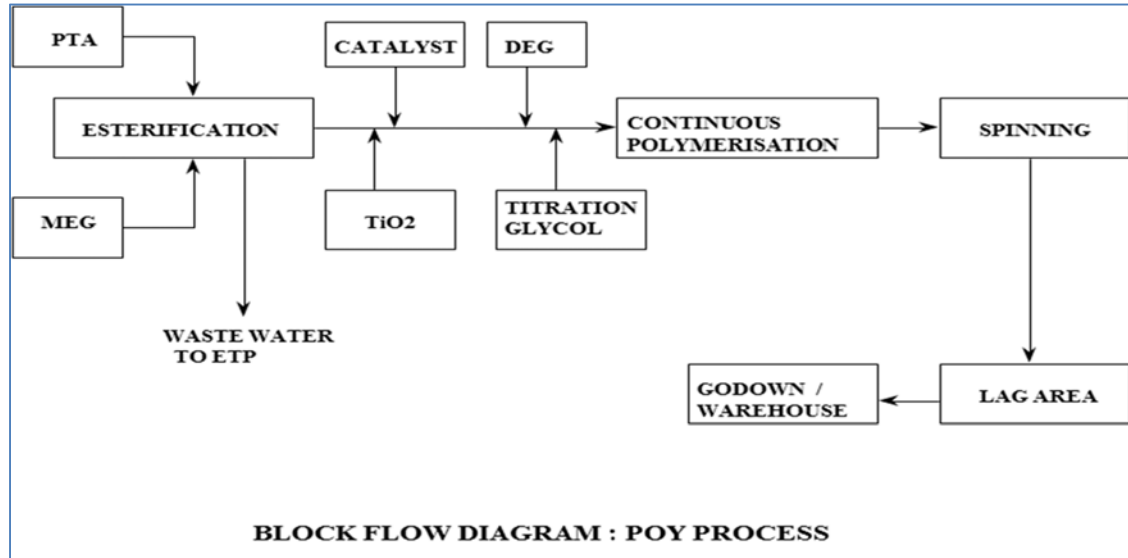 PTA
CATALYST
DEG
ESTERIFICATION
CONTINUOUS
POLYMERISATION
SPINNING
MEG
TiO2
TITRATION
GLYCOL
WASTE WATER
TO ETP
GODOWN /
WAREHOUSE
LAG AREA
BLOCK FLOW DIAGRAM : POY PROCESS